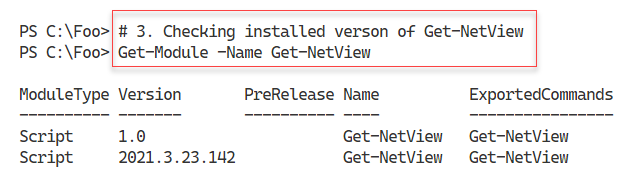 PS C:\Foo> # 3. Checking installed verson of Get-NetView
PS C:\Foo> Get-Module -Name Get-NetView
ModuleType Version PreRelease Name ExportedCommands
---------- ------- ---------- ---- ----------------
Script 1.0 Get-NetView Get-NetView
Script 2021.3.23.142 Get-NetView Get-NetView